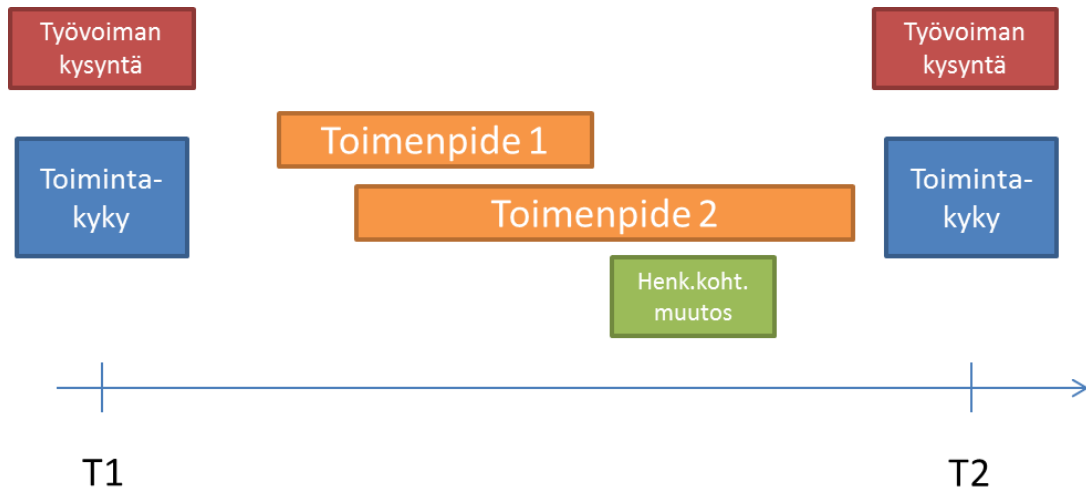 Työvoiman
kysyntä
Työvoiman
kysyntä
Toimenpide 1
Toiminta-
kyky
Toimenpide 2
Toiminta-
kyky
Henk.koht.
muutos
T1
T2